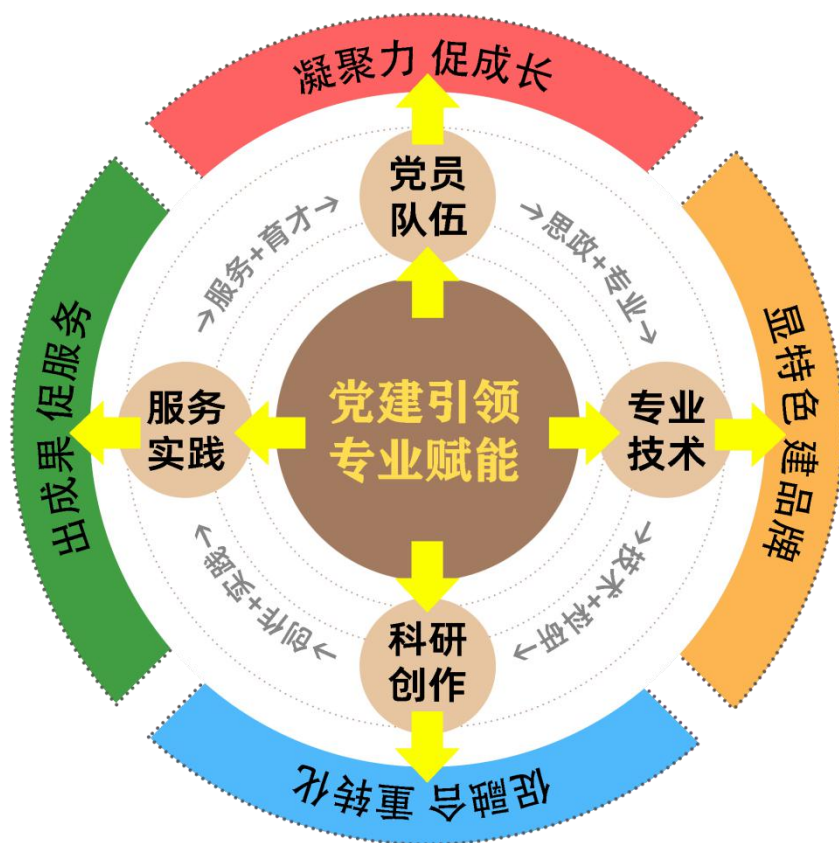 凝聚力 促成长
党员
队伍
→服务+育才→
→思政+专业→
出成果 促服务
服务
实践
党建引领
专业赋能
专业
技术
显特色 建品牌
→创作+实践→
→技术+科研→
科研
创作
促融合 重转化